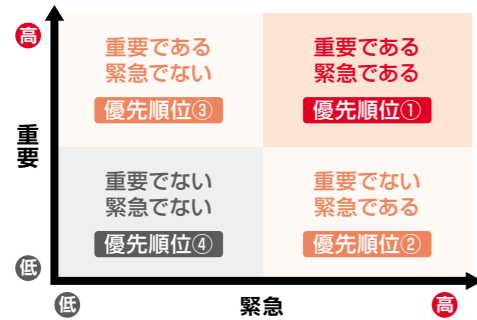 高
重要である
緊急でない
優先順位③
重要である
緊急である
優先順位①
重要
重要でない
緊急でない
優先順位④
重要でない
緊急である
優先順位②
低
低
緊急
高